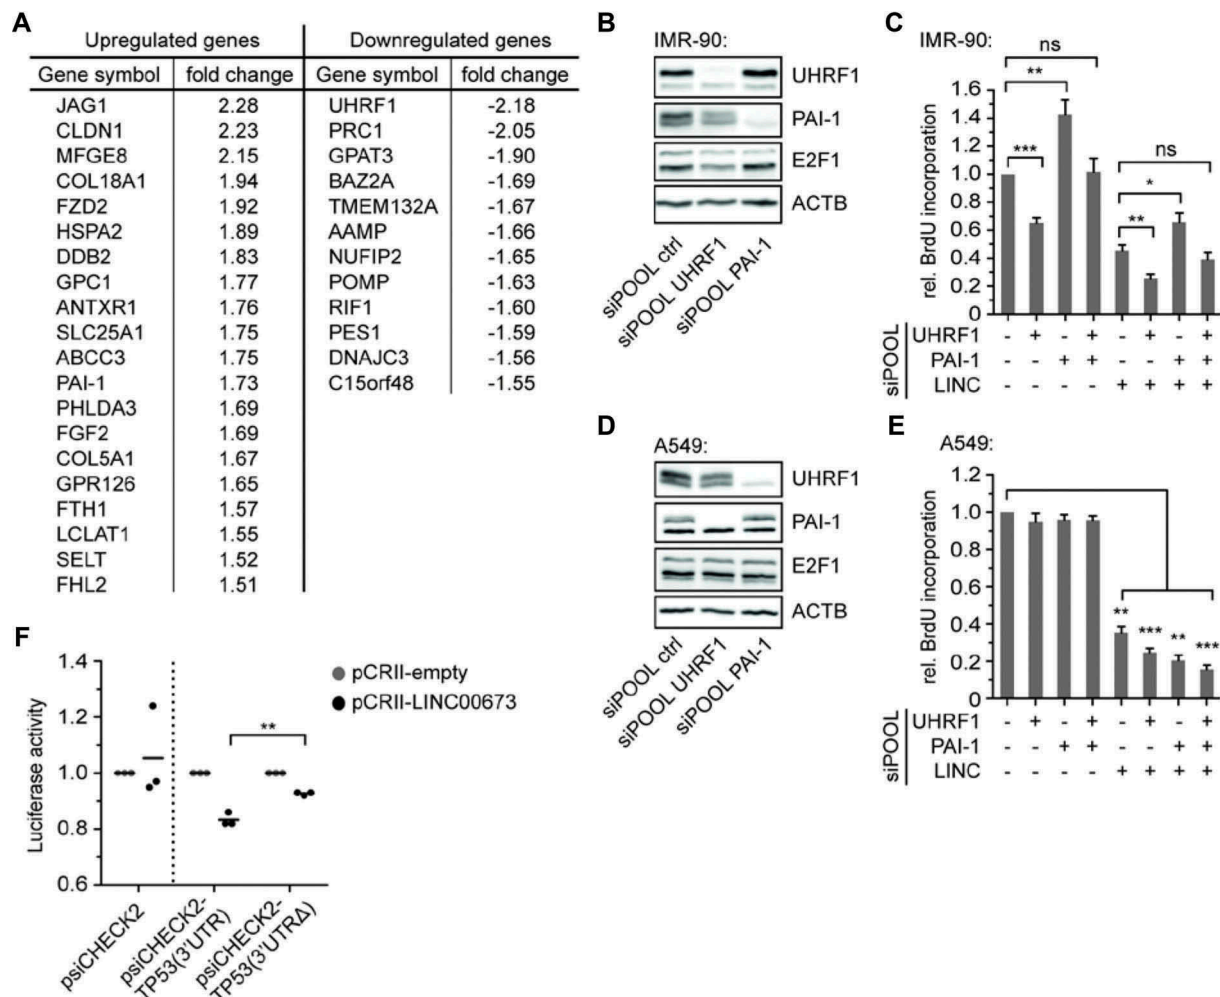 A
Upregulated genes Downregulated genes
Gene symbol fold change Gene symbol fold change
JAG1 2.28 UHRF1 -2.18
CLDN1 2.23 PRC1 -2.05
MFGE8 2.15 GPAT3 -1.90
COL18A1 1.94 BAZ2A -1.69
FZD2 1.92 TMEM132A -1.67
HSPA2 1.89 AAMP -1.66
DDB2 1.83 NUFIP2 -1.65
GPC1 1.77 POMP -1.63
ANTXR1 1.76 RIF1 -1.60
SLC25A1 1.75 PES1 -1.59
ABCC3 1.75 DNAJC3 -1.56
PAI-1 1.73 C15orf48 -1.55
PHLDA3 1.69
FGF2 1.69
COL5A1 1.67
GPR126 1.65
FTH1 1.57
LCLAT1 1.55
SELT 1.52
FHL2 1.51
B
IMR-90:
UHRF1
PAI-1
E2F1
ACTB
siPOOL ctrl
siPOOL UHRF1
siPOOL PAI-1
C
IMR-90:
ns
**
***
ns
*
**
rel. BrdU incorporation
1.6
1.4
1.2
1.0
0.8
0.6
0.4
0.2
0
siPOOL
UHRF1 - + - + - + - +
PAI-1 - - + + - - + +
LINC - - - - + + + +
D
A549:
UHRF1
PAI-1
E2F1
ACTB
siPOOL ctrl
siPOOL UHRF1
siPOOL PAI-1
E
A549:
rel. BrdU incorporation
1.2
1.0
0.8
0.6
0.4
0.2
0
** *** ** ***
siPOOL
UHRF1 - + - + - + - +
PAI-1 - - + + - - + +
LINC - - - - + + + +
F
Luciferase activity
1.4
1.2
1.0
0.8
0.6
pCRII-empty
pCRII-LINC00673
**
psiCHECK2
psiCHECK2-
TP53(3'UTR)
psiCHECK2-
TP53(3'UTRΔ)